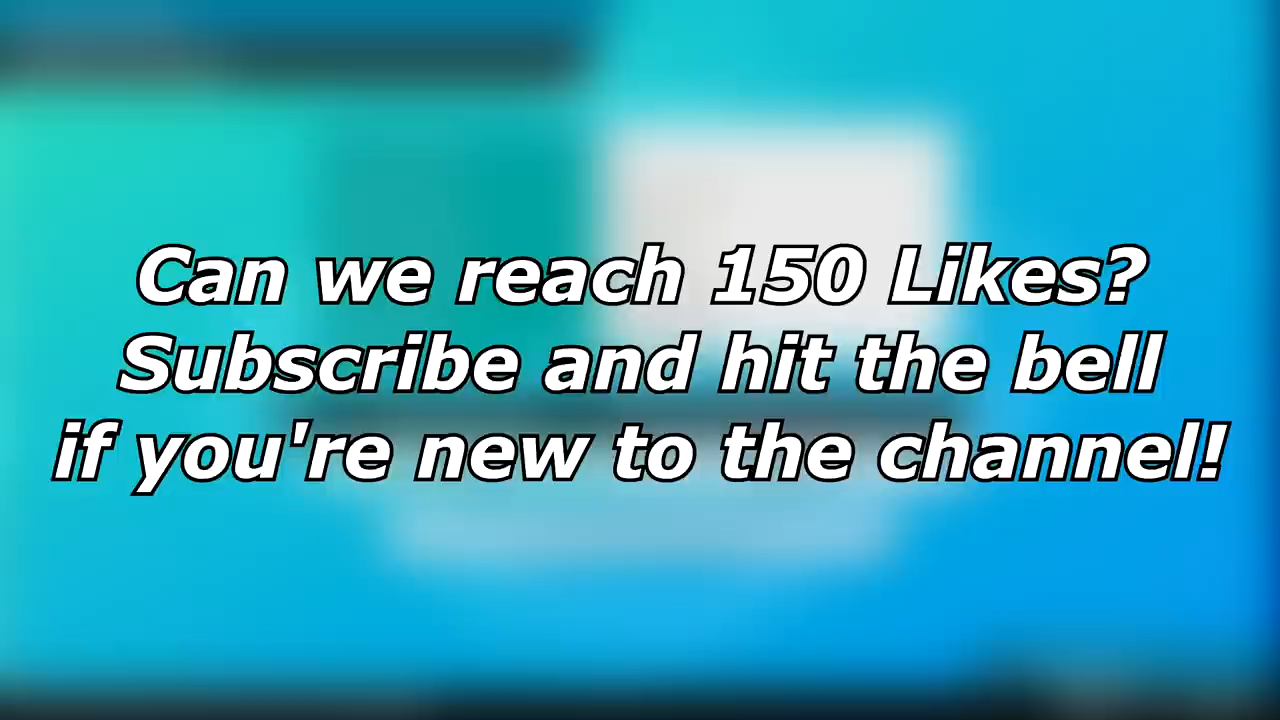 Can we reach 150 Likes?
Subscribe and hit the bell
if you're new to the channel!